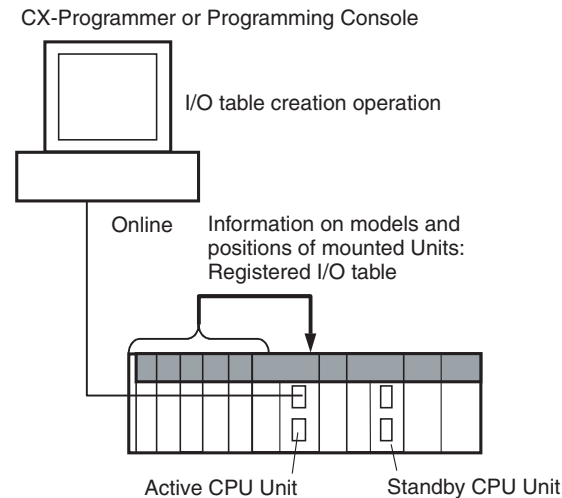 CX-Programmer or Programming Console
I/O table creation operation
Online
Information on models and
positions of mounted Units:
Registered I/O table
Active CPU Unit
Standby CPU Unit